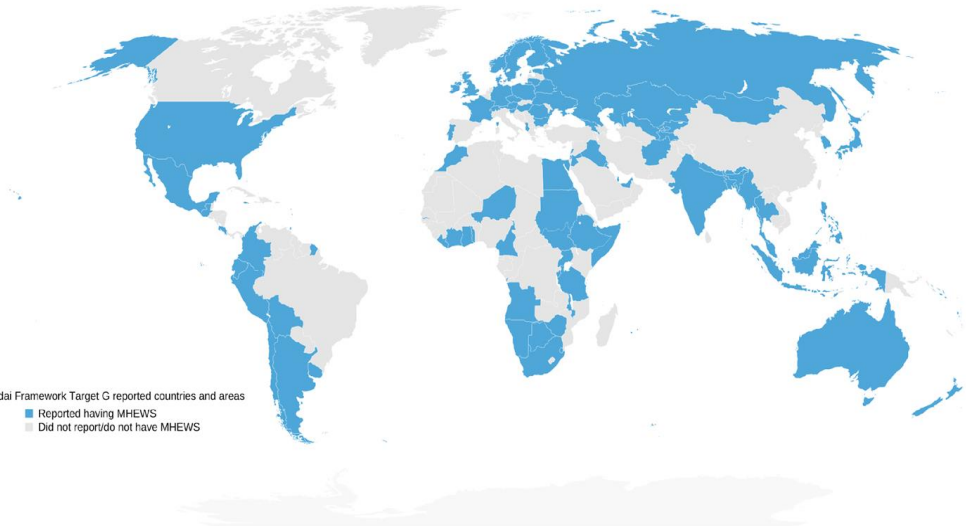 dai Framework Target G reported countries and areas
Reported having MHEWS
Did not report/do not have MHEWS